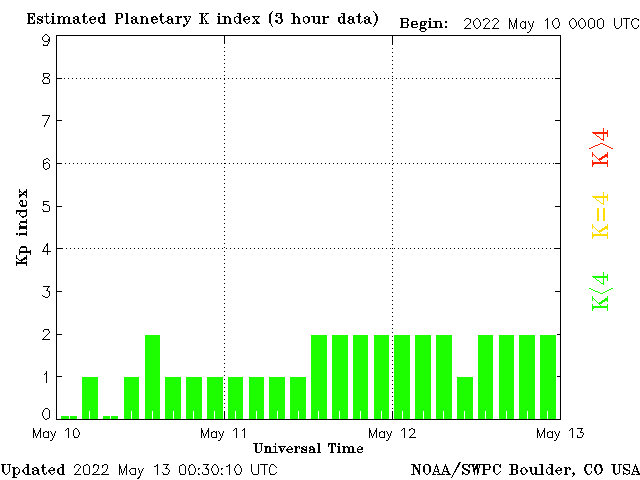 Estimated Planetary K index (3 hour data) Begin: 2022 May 10 0000 UTC
9
8
7
6
5
4
3
2
1
0
Kp index
K>4
K=4
K<4
May 10 May 11 May 12 May 13
Universal Time
Updated 2022 May 13 00:30:10 UTC NOAA/SWPC Boulder, CO USA